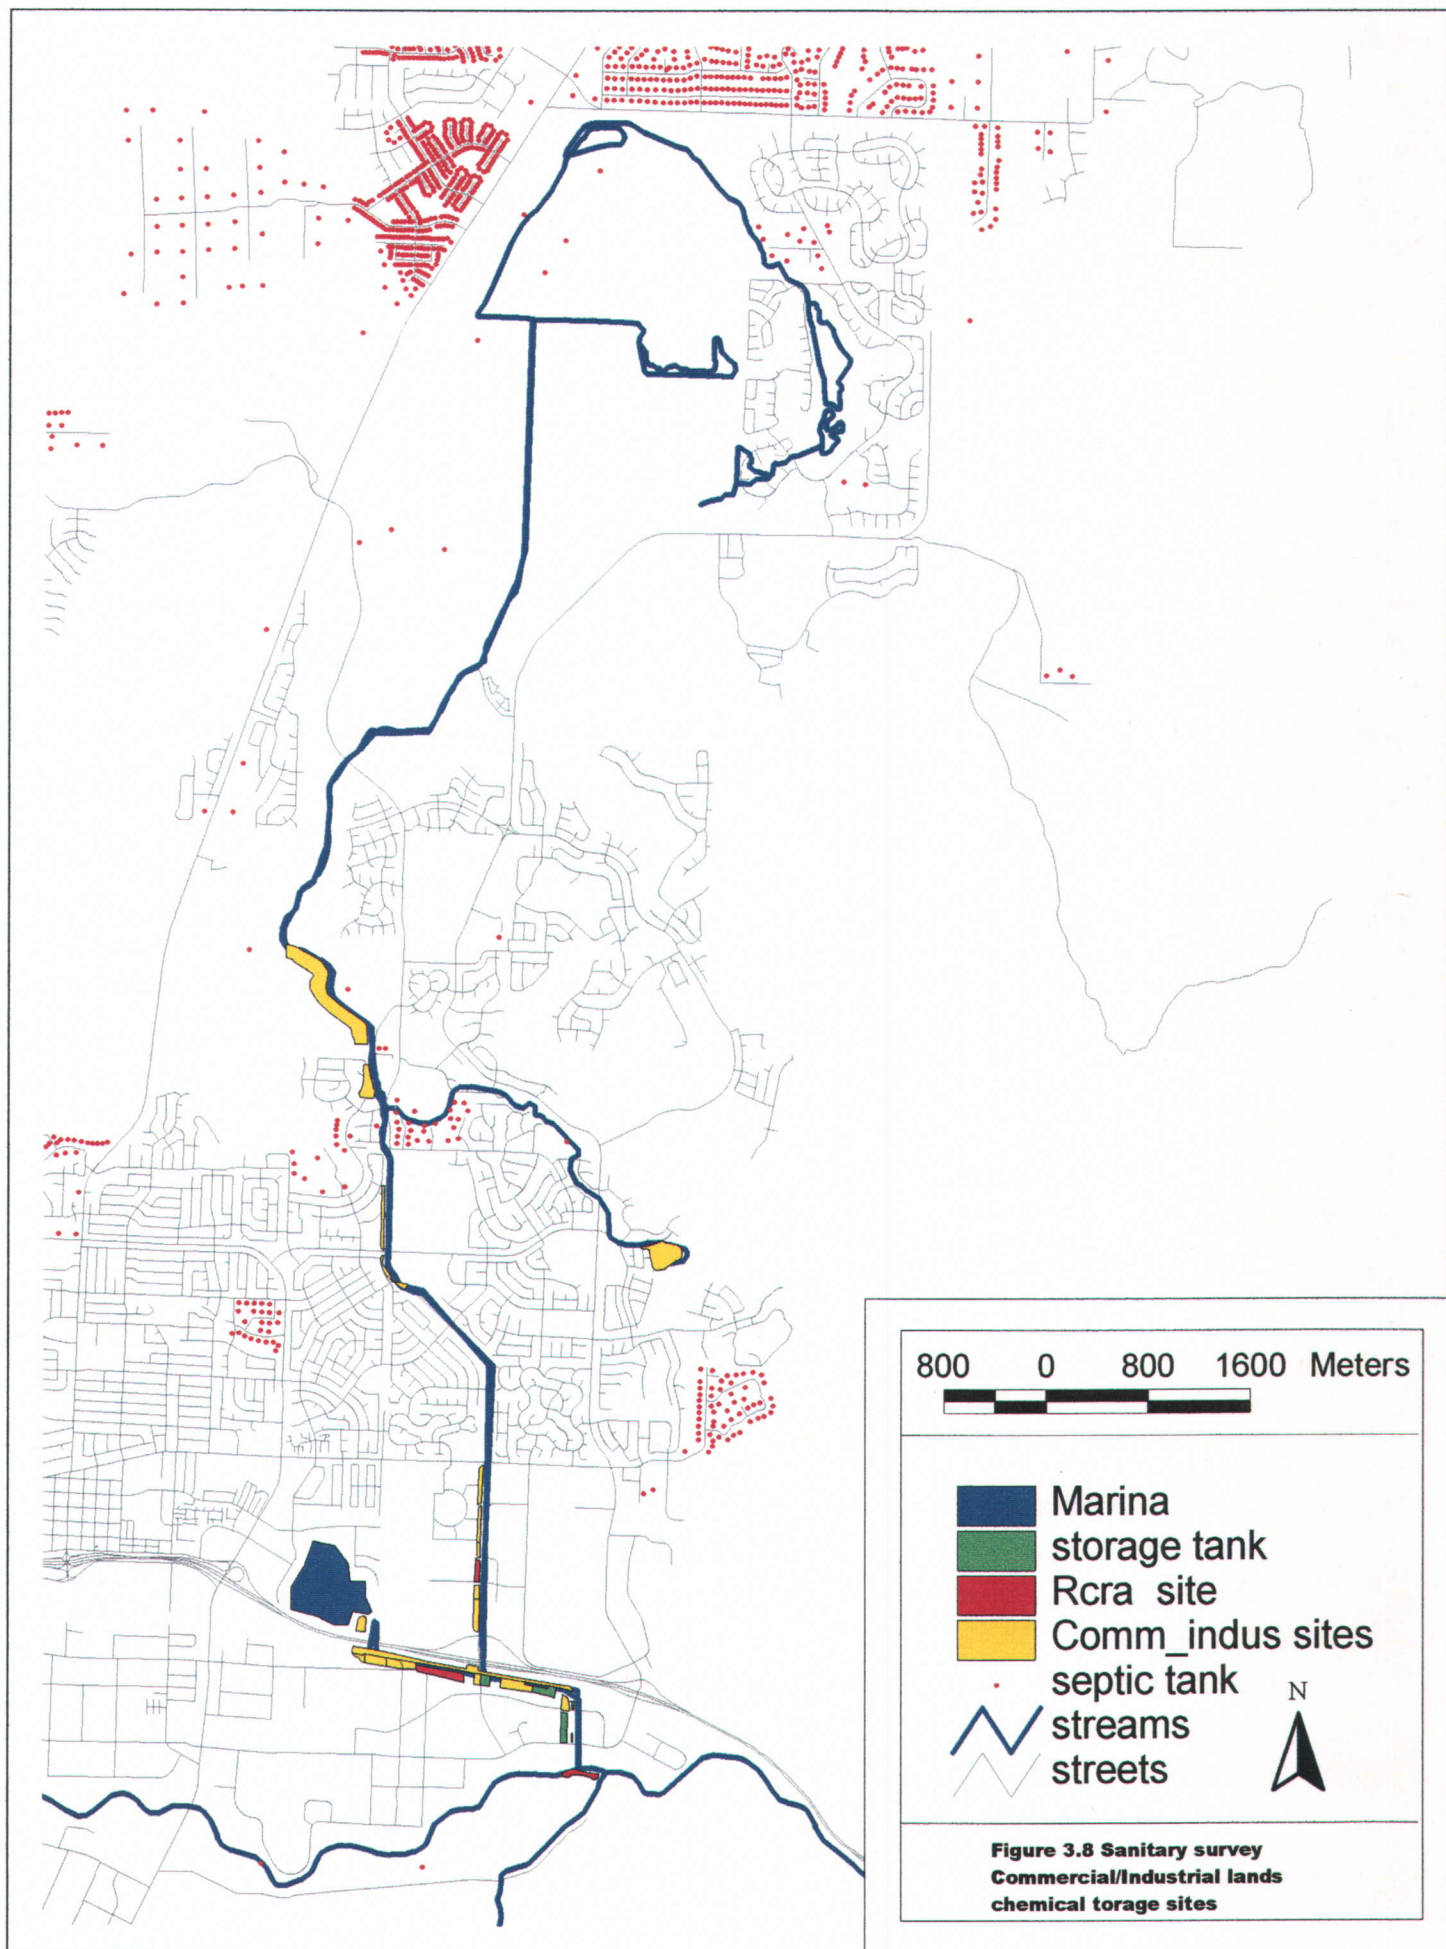 800 0 800 1600 Meters
Marina
storage tank
Rcra site
Comm_indus sites
septic tank
N
streams
streets
Figure 3.8 Sanitary survey
Commercial/Industrial lands
chemical torage sites